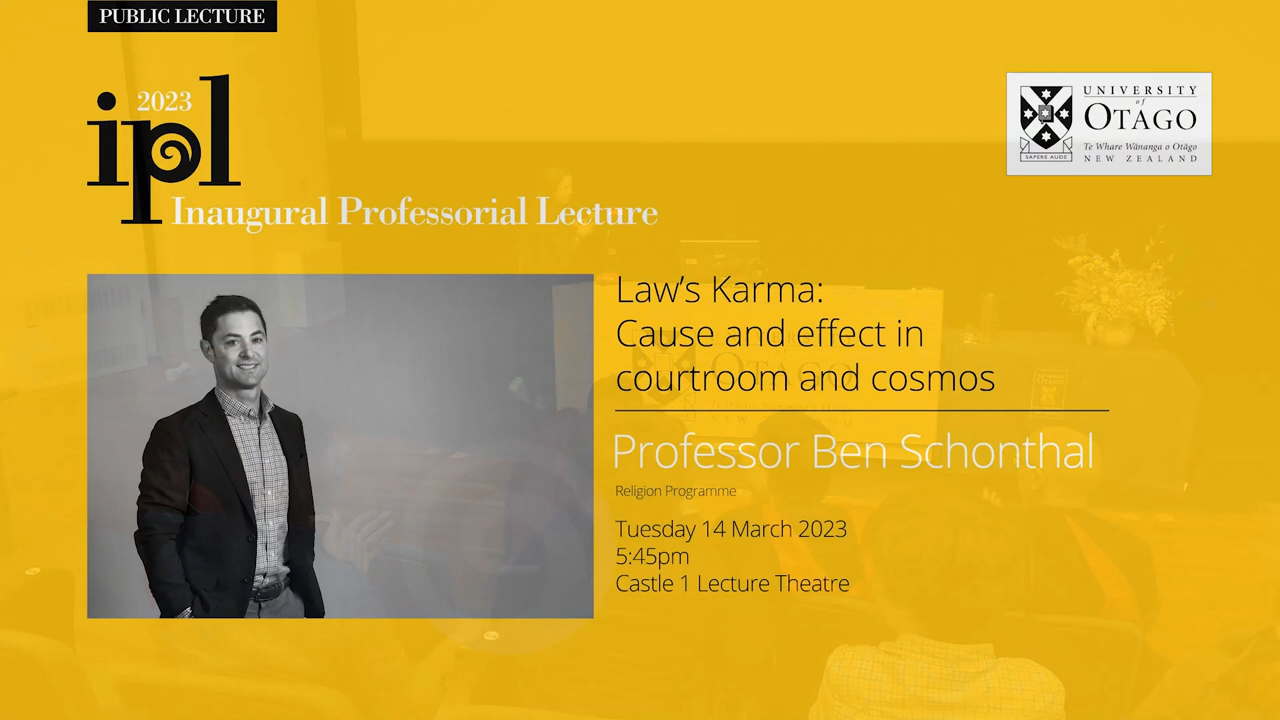 PUBLIC LECTURE
2023
ipl
Inaugural Professorial Lecture
UNIVERSITY
of
OTAGO
Te Whare Wānanga o Otāgo
NEW ZEALAND
SAPERE AUDE
Law's Karma:
Cause and effect in
courtroom and cosmos
Professor Ben Schonthal
Religion Programme
Tuesday 14 March 2023
5:45pm
Castle 1 Lecture Theatre
OTAGO